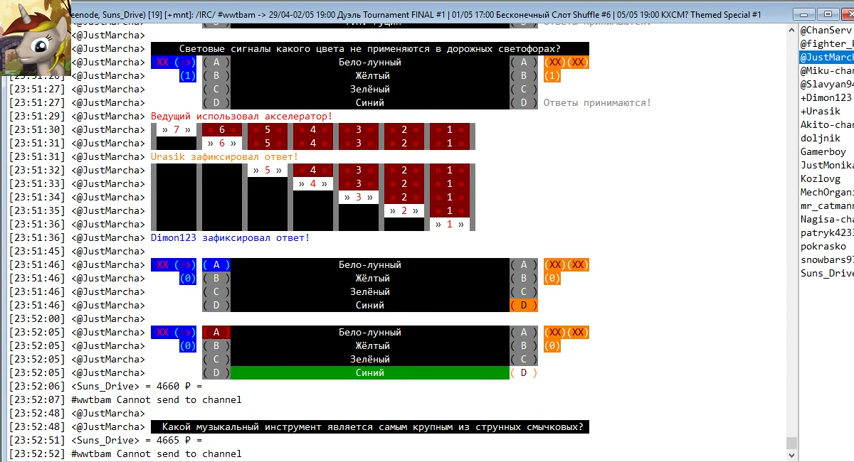 eenode, Suns_Drive) [19] [+mnt]: /IRC/ #wwtbam -> 29/04-02/05 19:00 Дуэль Tournament FINAL #1 | 01/05 17:00 Бесконечный Слот Shuffle #6 | 05/05 19:00 КХСМ? Themed Special #1
<@JustMarcha>
<@JustMarcha> Световые сигналы какого цвета не применяются в дорожных светофорах?
<@JustMarcha> ( A ) Бело-лунный ( A ) (XX)(XX)
[23:51:26] <@JustMarcha> (1) ( B ) Жёлтый ( B ) (1)
[23:51:27] <@JustMarcha> ( C ) Зелёный ( C )
[23:51:27] <@JustMarcha> ( D ) Синий ( D ) Ответы принимаются!
[23:51:29] <@JustMarcha> Ведущий использовал акселератор!
[23:51:30] <@JustMarcha> » 7 » « 6 « « 5 « « 4 « « 3 « « 2 « « 1 «
[23:51:31] <@JustMarcha> » 6 » « 5 « « 4 « « 3 « « 2 « « 1 «
[23:51:31] <@JustMarcha> Urasik зафиксировал ответ!
[23:51:32] <@JustMarcha> » 5 » « 4 « « 3 « « 2 « « 1 «
[23:51:33] <@JustMarcha> » 4 » « 3 « « 2 « « 1 «
[23:51:34] <@JustMarcha> » 3 » « 2 « « 1 «
[23:51:35] <@JustMarcha> » 2 » « 1 «
[23:51:36] <@JustMarcha> » 1 »
[23:51:36] <@JustMarcha> Dimon123 зафиксировал ответ!
[23:51:45] <@JustMarcha>
[23:51:46] <@JustMarcha> ( A ) Бело-лунный ( A ) (XX)(XX)
[23:51:46] <@JustMarcha> (0) ( B ) Жёлтый ( B ) (0)
[23:51:46] <@JustMarcha> ( C ) Зелёный ( C )
[23:51:46] <@JustMarcha> ( D ) Синий ( D )
[23:52:00] <@JustMarcha>
[23:52:05] <@JustMarcha> ( A ) Бело-лунный ( A ) (XX)(XX)
[23:52:05] <@JustMarcha> (0) ( B ) Жёлтый ( B ) (0)
[23:52:05] <@JustMarcha> ( C ) Зелёный ( C )
[23:52:05] <@JustMarcha> ( D ) Синий ( D )
[23:52:06] <Suns_Drive> = 4660 ₽ =
[23:52:07] #wwtbam Cannot send to channel
[23:52:48] <@JustMarcha>
[23:52:48] <@JustMarcha> Какой музыкальный инструмент является самым крупным из струнных смычковых?
[23:52:51] <Suns_Drive> = 4665 ₽ =
[23:52:52] #wwtbam Cannot send to channel
@ChanServ
@fighter_
@JustMarch
@Miku-chan
@Slavyan94
+Dimon123
+Urasik
Akito-chan
doljnik
Gamerboy
JustMonika
Kozlovg
MechOrgani
mr_catmann
Nagisa-cha
patryk4233
pokrasko
snowbars9
Suns_Drive